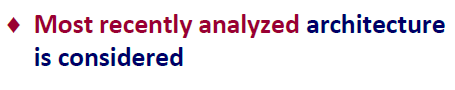 ♦ Most recently analyzed architecture
is considered